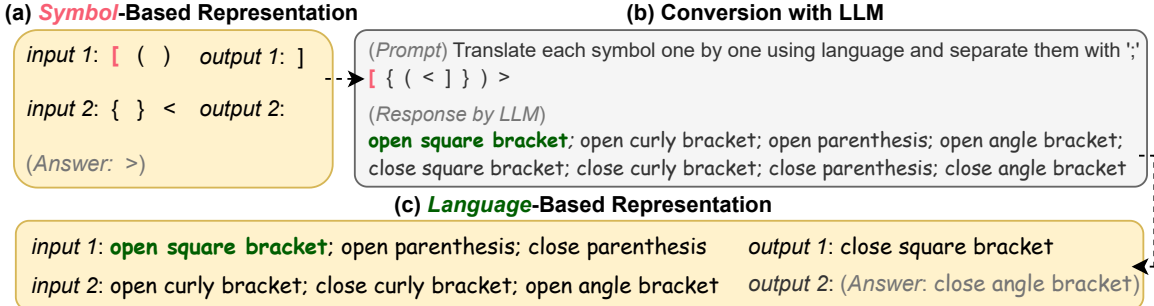 (a) Symbol-Based Representation
input 1: [ ( ) output 1: ]
input 2: { } < output 2:
(Answer: >)
(b) Conversion with LLM
(Prompt) Translate each symbol one by one using language and separate them with ';'
[ { ( < ] } ) >
(Response by LLM)
open square bracket; open curly bracket; open parenthesis; open angle bracket;
close square bracket; close curly bracket; close parenthesis; close angle bracket
(c) Language-Based Representation
input 1: open square bracket; open parenthesis; close parenthesis output 1: close square bracket
input 2: open curly bracket; close curly bracket; open angle bracket output 2: (Answer: close angle bracket)